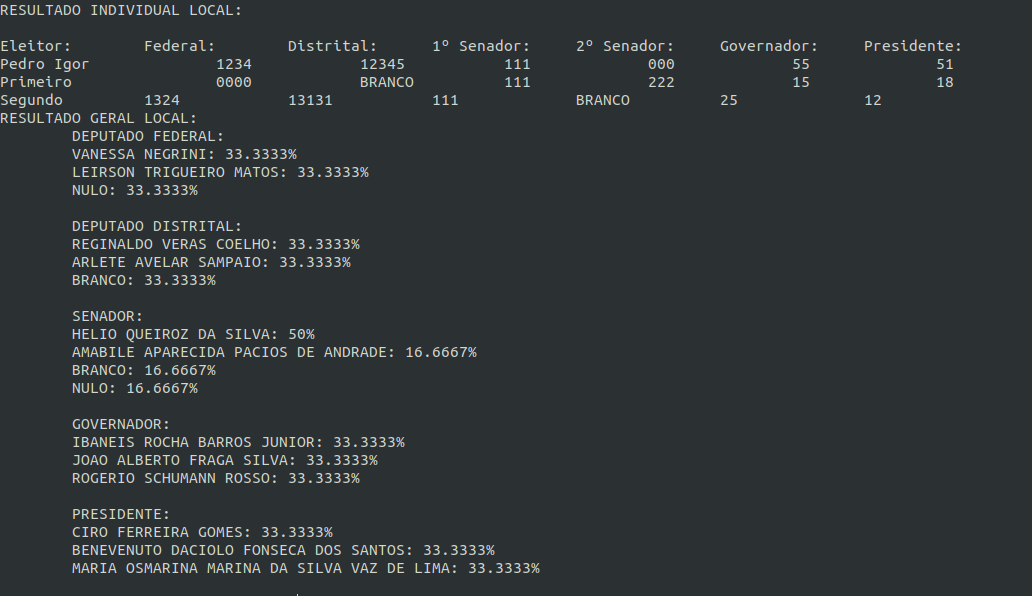 RESULTADO INDIVIDUAL LOCAL:
Eleitor: Federal: Distrital: 1º Senador: 2º Senador: Governador: Presidente:
Pedro Igor 1234 12345 111 000 55 51
Primeiro 0000 BRANCO 111 222 15 18
Segundo 1324 13131 111 BRANCO 25 12
RESULTADO GERAL LOCAL:
DEPUTADO FEDERAL:
VANESSA NEGRINI: 33.3333%
LEIRSON TRIGUEIRO MATOS: 33.3333%
NULO: 33.3333%
DEPUTADO DISTRITAL:
REGINALDO VERAS COELHO: 33.3333%
ARLETE AVELAR SAMPAIO: 33.3333%
BRANCO: 33.3333%
SENADOR:
HELIO QUEIROZ DA SILVA: 50%
AMABILE APARECIDA PACIOS DE ANDRADE: 16.6667%
BRANCO: 16.6667%
NULO: 16.6667%
GOVERNADOR:
IBANEIS ROCHA BARROS JUNIOR: 33.3333%
JOAO ALBERTO FRAGA SILVA: 33.3333%
ROGERIO SCHUMANN ROSSO: 33.3333%
PRESIDENTE:
CIRO FERREIRA GOMES: 33.3333%
BENEVENUTO DACIOLO FONSECA DOS SANTOS: 33.3333%
MARIA OSMARINA MARINA DA SILVA VAZ DE LIMA: 33.3333%